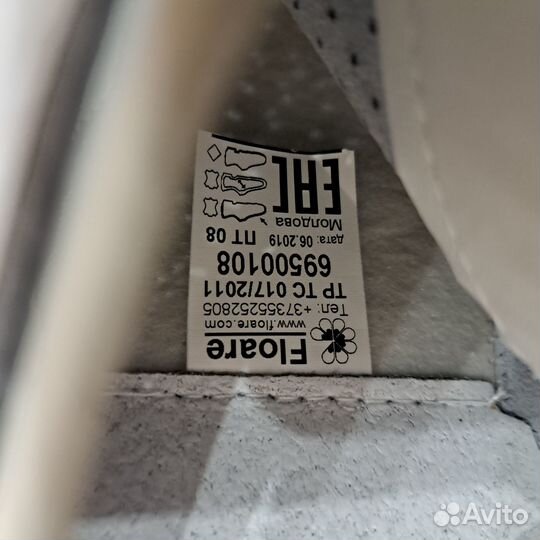 Floare
www.floare.com
Тел: +37355252805
ТР ТС 017/2011
69500108
дата: 06.2019 ПТ 08
Молдова
EAC
Avito